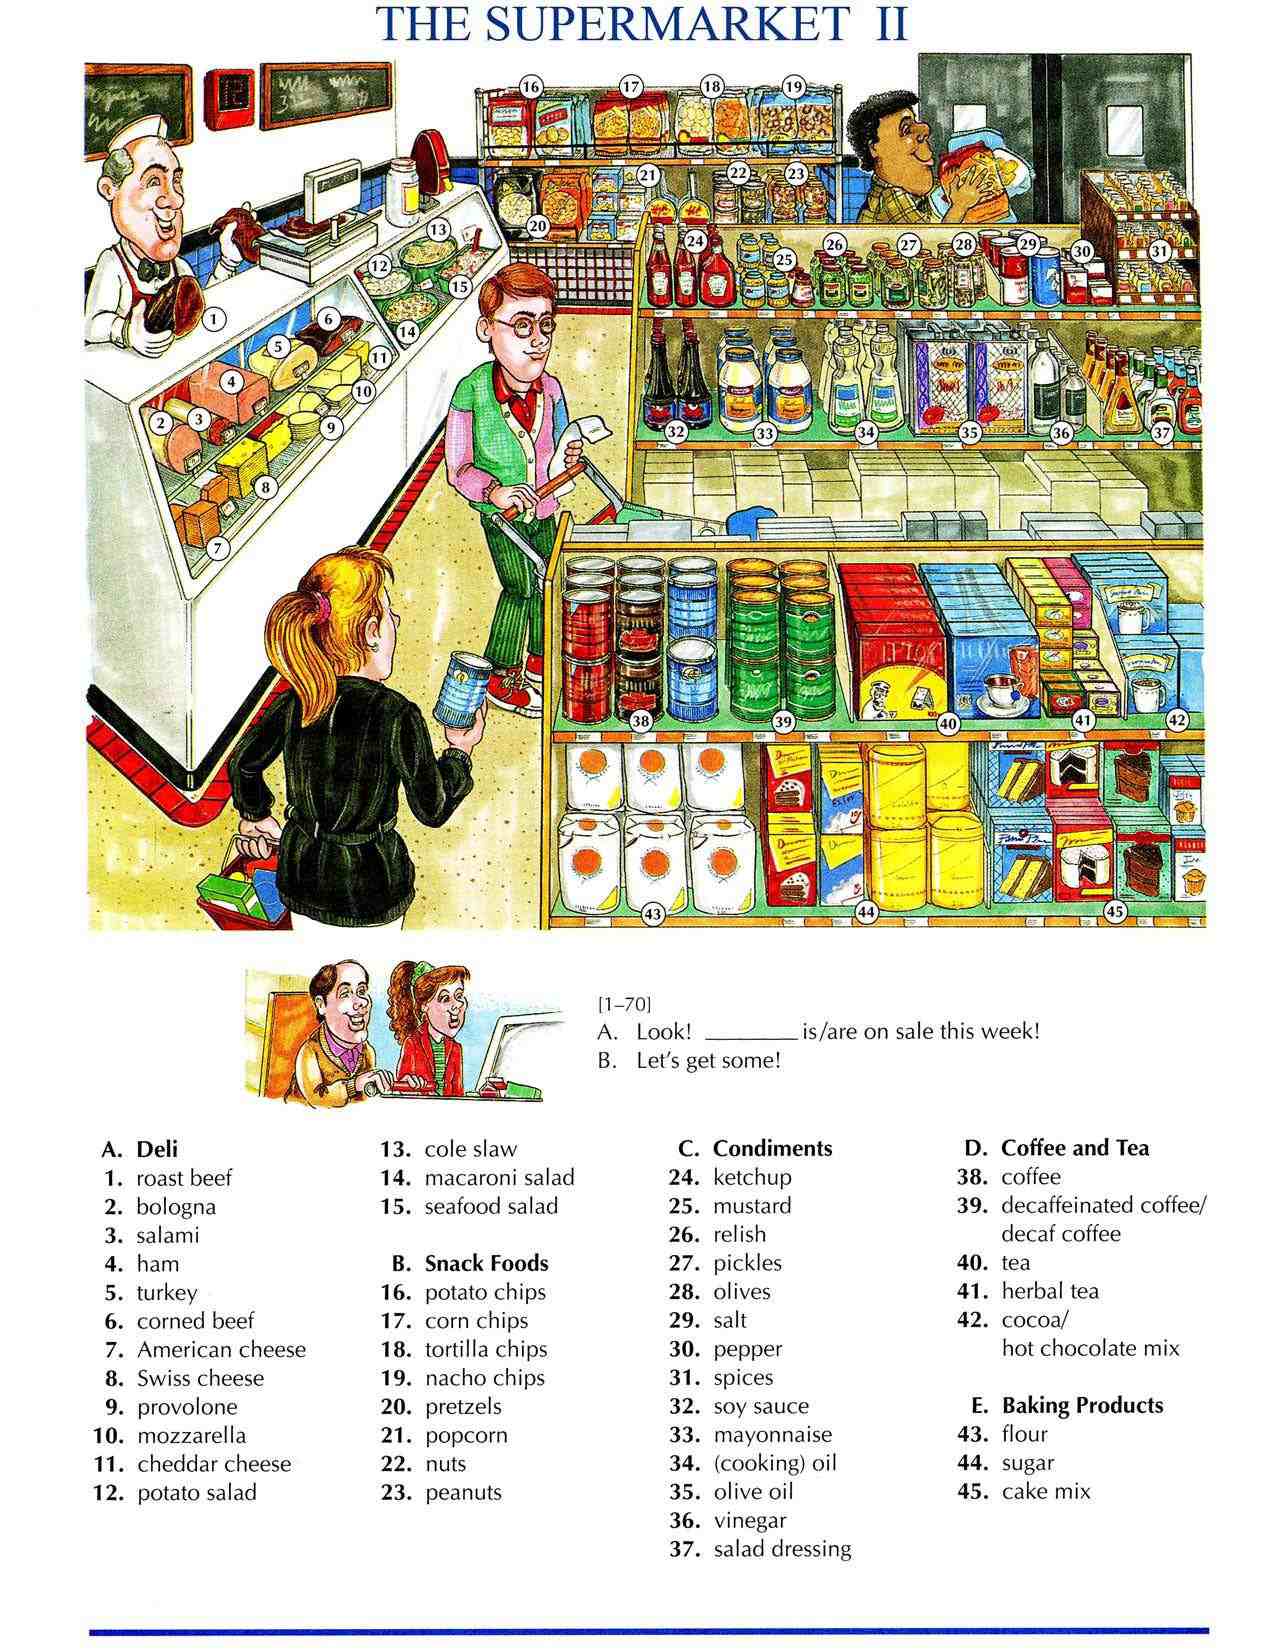 THE SUPERMARKET II
16
17
18
19
12
21
22
23
13
20
24
26
27
28
29
30
31
12
25
15
1
6
14
5
11
4
10
2
3
9
32
33
34
35
36
37
8
7
38
39
40
41
42
43
44
45
[1–70]
A. Look! ________ is/are on sale this week!
B. Let's get some!
A. Deli
1. roast beef
2. bologna
3. salami
4. ham
5. turkey
6. corned beef
7. American cheese
8. Swiss cheese
9. provolone
10. mozzarella
11. cheddar cheese
12. potato salad
13. cole slaw
14. macaroni salad
15. seafood salad
B. Snack Foods
16. potato chips
17. corn chips
18. tortilla chips
19. nacho chips
20. pretzels
21. popcorn
22. nuts
23. peanuts
C. Condiments
24. ketchup
25. mustard
26. relish
27. pickles
28. olives
29. salt
30. pepper
31. spices
32. soy sauce
33. mayonnaise
34. (cooking) oil
35. olive oil
36. vinegar
37. salad dressing
D. Coffee and Tea
38. coffee
39. decaffeinated coffee/
decaf coffee
40. tea
41. herbal tea
42. cocoa/
hot chocolate mix
E. Baking Products
43. flour
44. sugar
45. cake mix